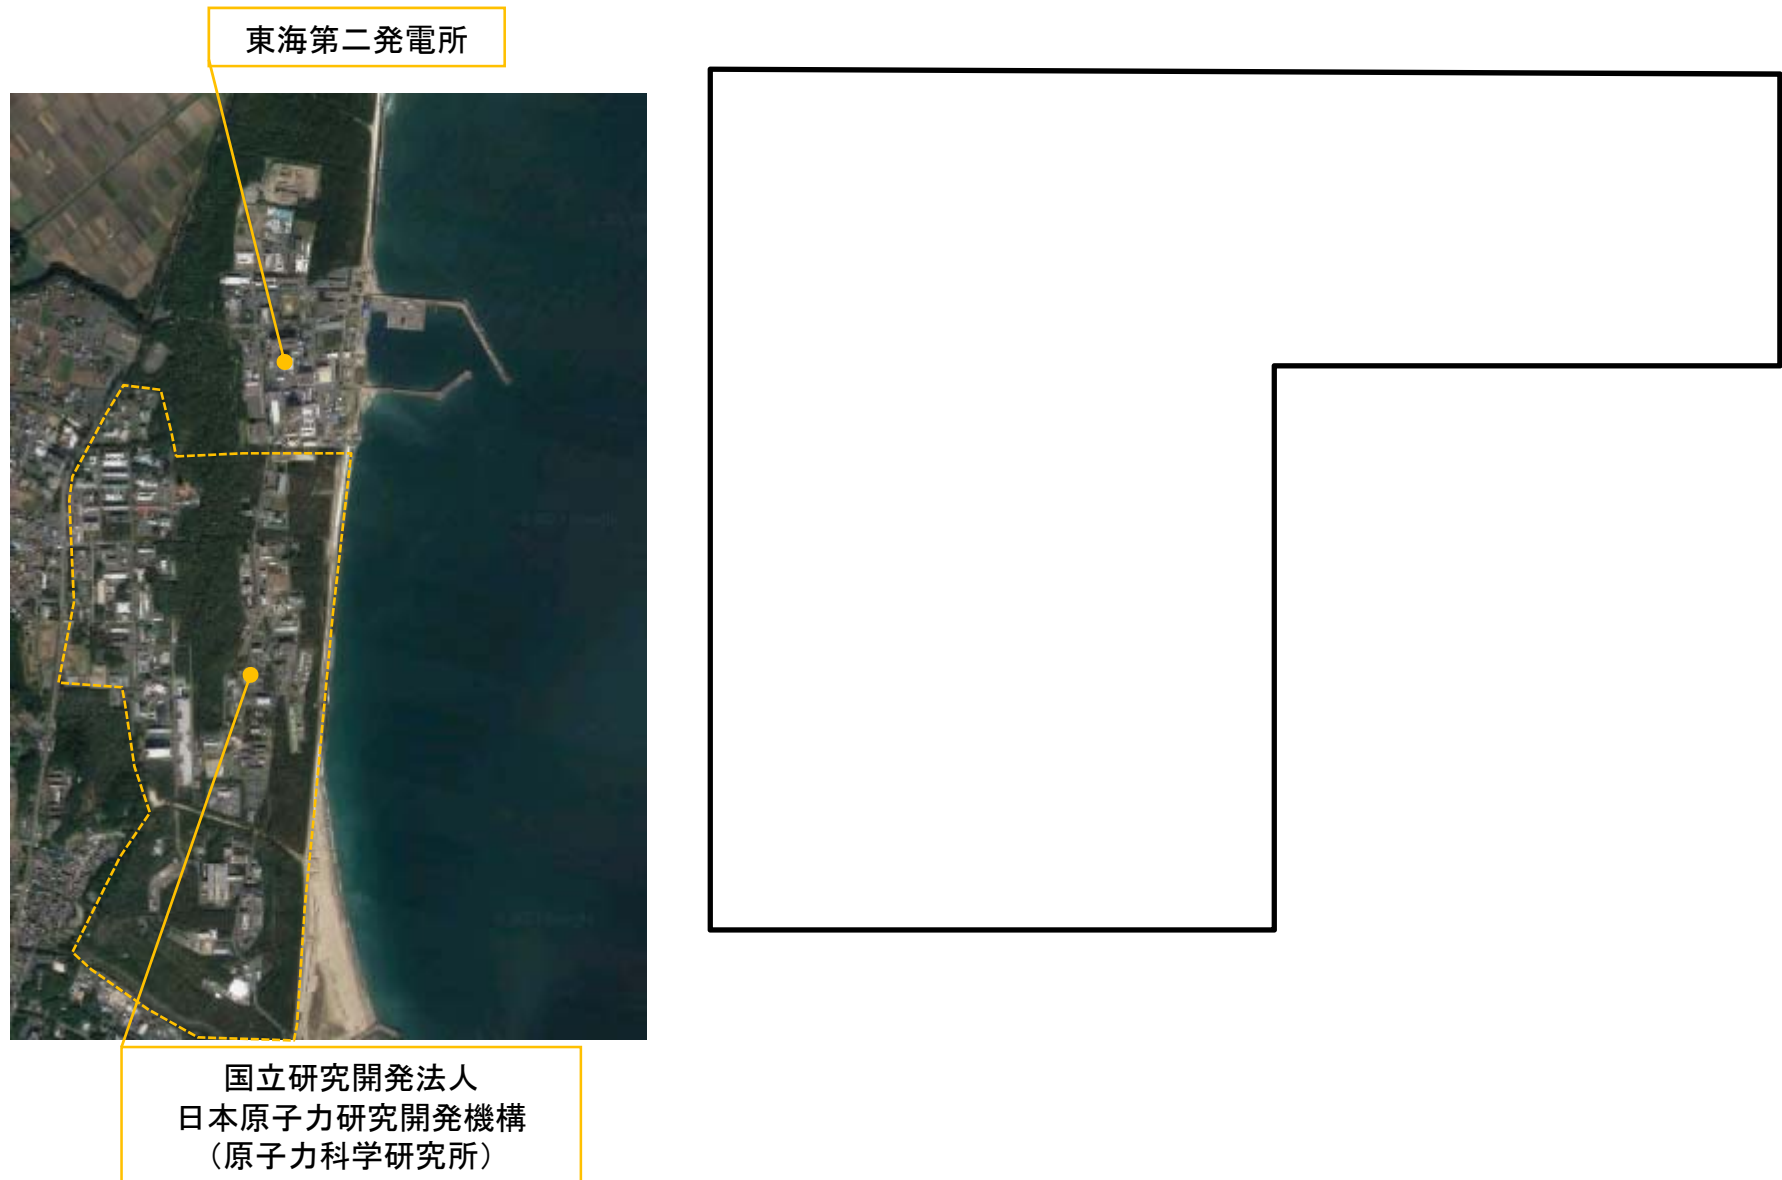 東海第二発電所
国立研究開発法人
日本原子力研究開発機構
（原子力科学研究所）